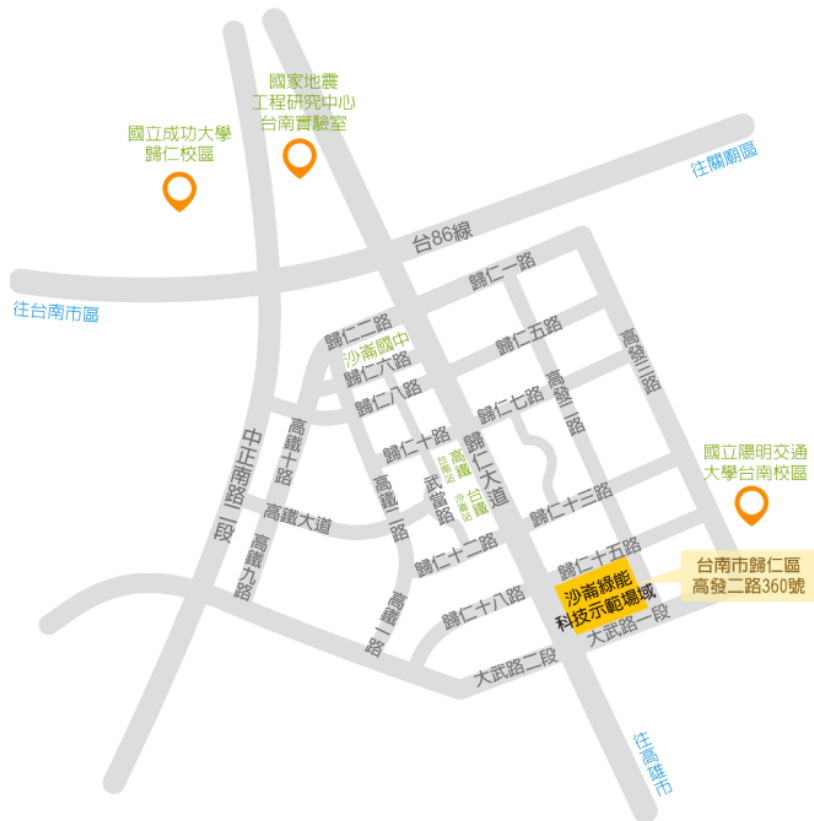 國家地震
工程研究中心
台南實驗室
國立成功大學
歸仁校區
往關廟區
台86線
往台南市區
歸仁一路
歸仁二路
沙崙國中
歸仁五路
歸仁六路
高發三路
歸仁八路
高發二路
歸仁七路
中正南路二段
高鐵十路
歸仁十路
歸仁大道
高鐵
台南站
國立陽明交通
大學台南校區
高鐵二路
武當路
台鐵
沙崙站
歸仁十三路
高鐵大道
高鐵九路
歸仁十二路
歸仁十五路
台南市歸仁區
高發二路360號
沙崙綠能
科技示範場域
高鐵一路
歸仁十八路
大武路一段
大武路二段
往高雄市